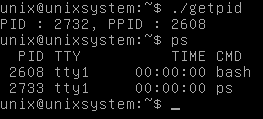 unix@unixsystem:~$ ./getpid
PID : 2732, PPID : 2608
unix@unixsystem:~$ ps
  PID TTY          TIME CMD
 2608 tty1     00:00:00 bash
 2733 tty1     00:00:00 ps
unix@unixsystem:~$ _